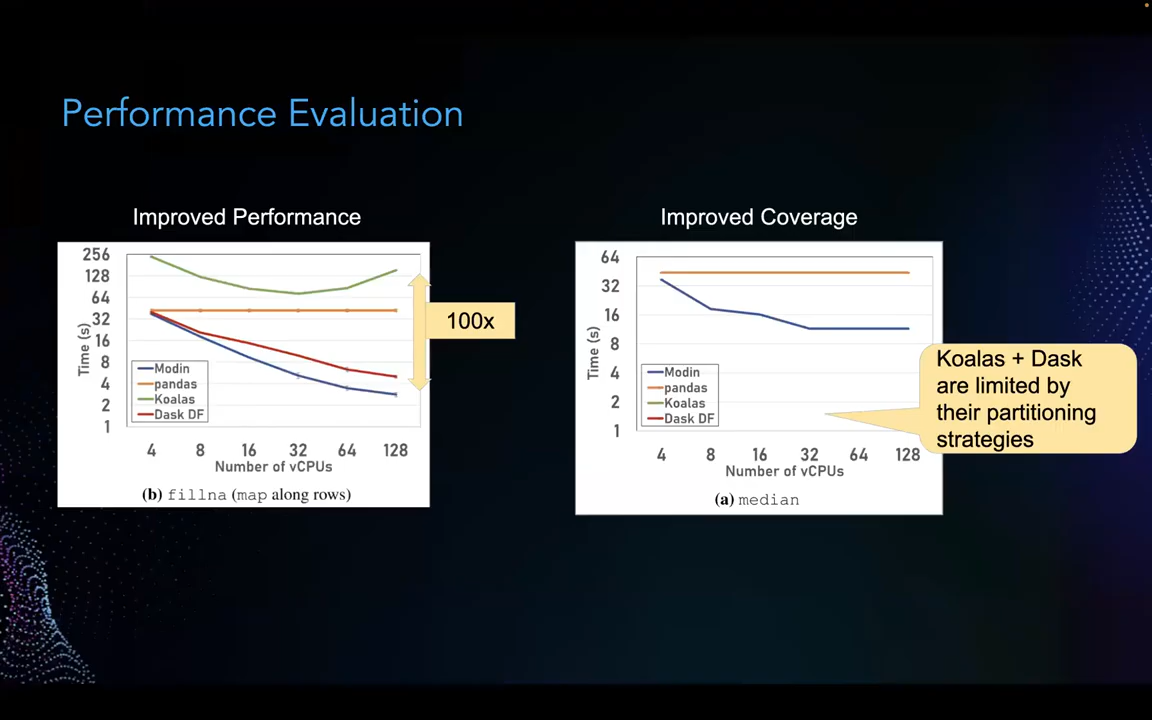 Performance Evaluation
Improved Performance
256
128
64
32
16
8
4
2
1
Time (s)
Modin
pandas
Koalas
Dask DF
4 8 16 32 64 128
Number of vCPUs
(b) fillna (map along rows)
100x
Improved Coverage
64
32
16
8
4
2
1
Time (s)
Modin
pandas
Koalas
Dask DF
4 8 16 32 64 128
Number of vCPUs
(a) median
Koalas + Dask
are limited by
their partitioning
strategies